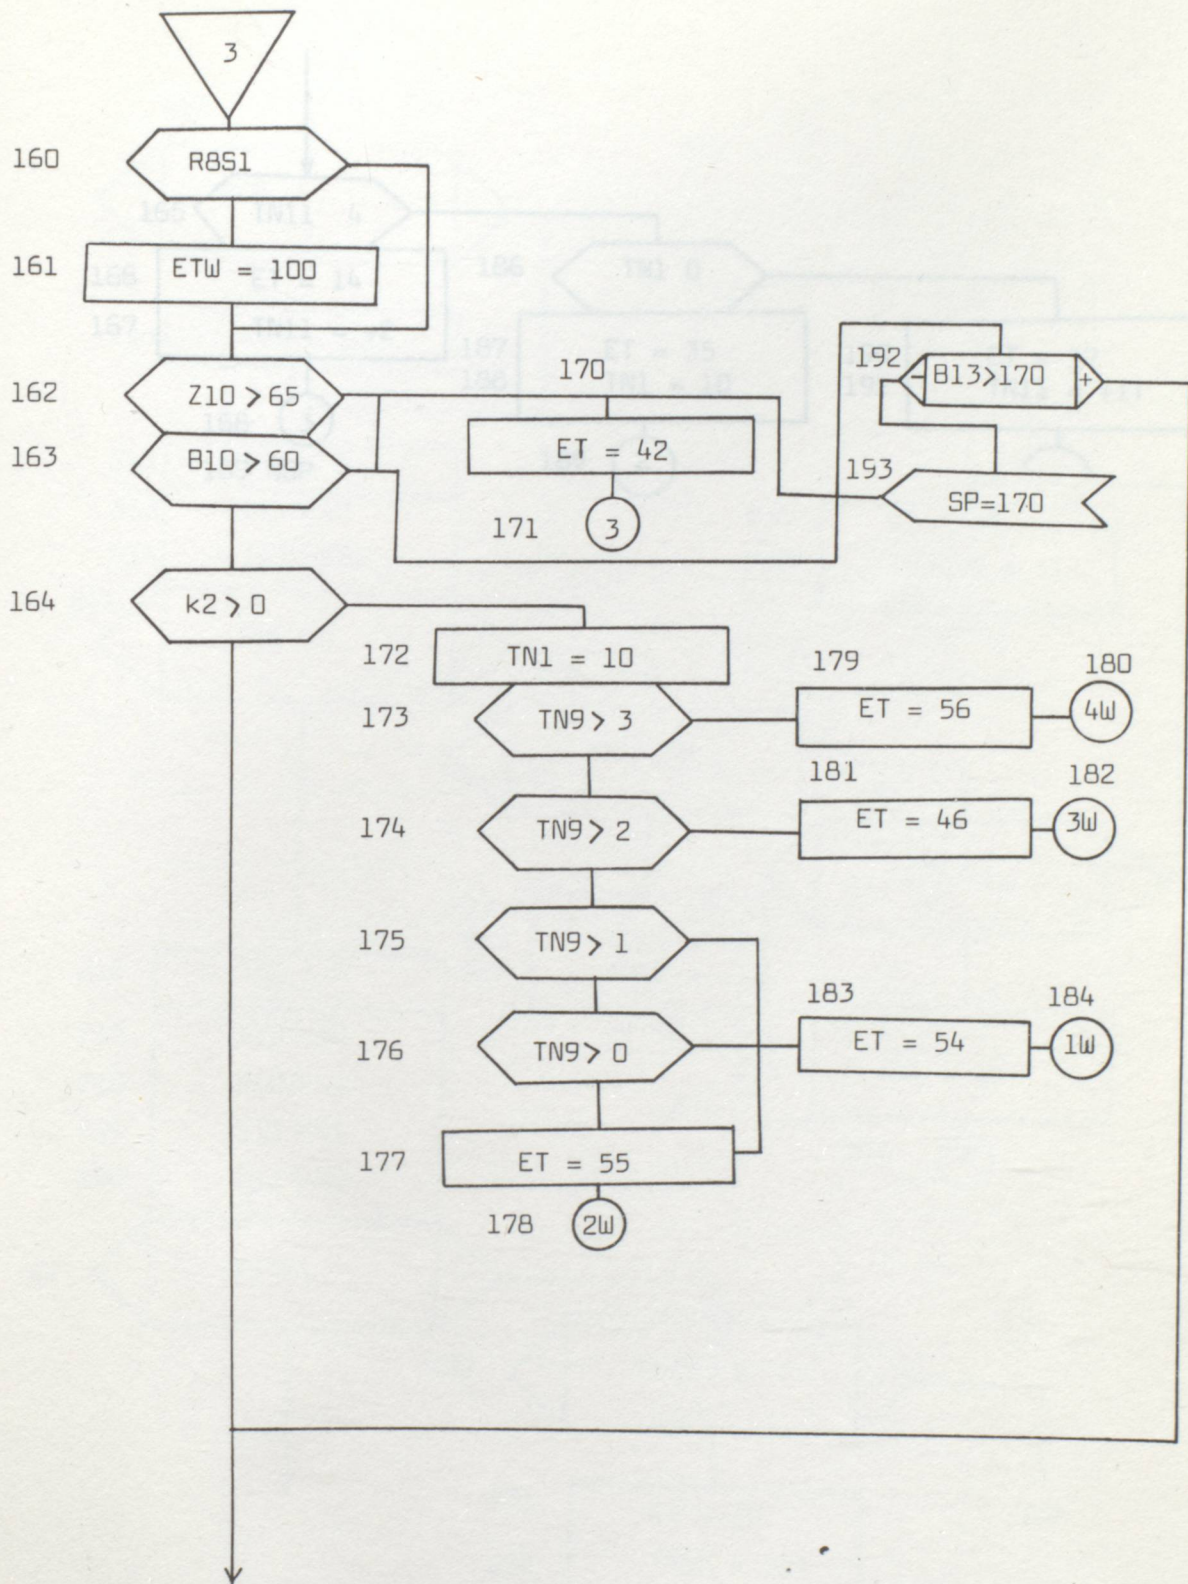 3
160 R8S1
161 ETW = 100
162 Z10 > 65
163 B10 > 60
170
ET = 42
171 3
192 - B13>170 +
193 SP=170
164 k2 > 0
172 TN1 = 10
173 TN9 > 3
179 180
ET = 56 4W
174 TN9 > 2
181 182
ET = 46 3W
175 TN9 > 1
176 TN9 > 0
183 184
ET = 54 1W
177 ET = 55
178 2W